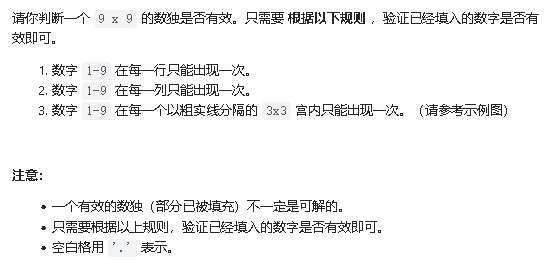 请你判断一个 9 x 9 的数独是否有效。只需要 根据以下规则 ，验证已经填入的数字是否有
效即可。
1. 数字 1-9 在每一行只能出现一次。
2. 数字 1-9 在每一列只能出现一次。
3. 数字 1-9 在每一个以粗实线分隔的 3x3 宫内只能出现一次。（请参考示例图）
注意：
• 一个有效的数独（部分已被填充）不一定是可解的。
• 只需要根据以上规则，验证已经填入的数字是否有效即可。
• 空白格用 '.' 表示。